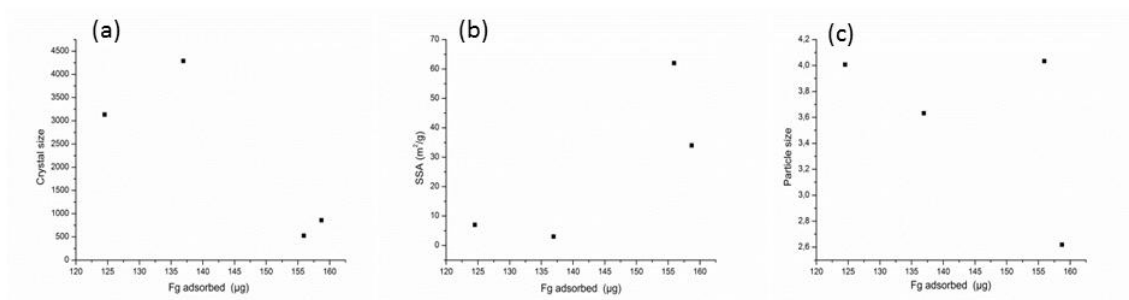 (a)
4500
4000
3500
3000
2500
2000
1500
1000
500
0
Crystal size
120 125 130 135 140 145 150 155 160
Fg adsorbed (µg)
(b)
70
60
50
40
30
20
10
0
SSA (m²/g)
120 125 130 135 140 145 150 155 160
Fg adsorbed (µg)
(c)
4,2
4,0
3,8
3,6
3,4
3,2
3,0
2,8
2,6
Particle size
120 125 130 135 140 145 150 155 160
Fg adsorbed (µg)